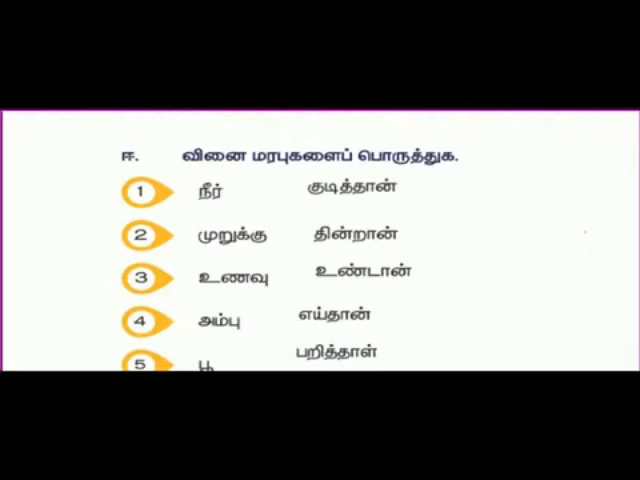 ஈ. வினை மரபுகளைப் பொருத்துக.
1 நீர் குடித்தான்
2 முறுக்கு தின்றான்
3 உணவு உண்டான்
4 அம்பு எய்தான்
5 பூ பறித்தாள்